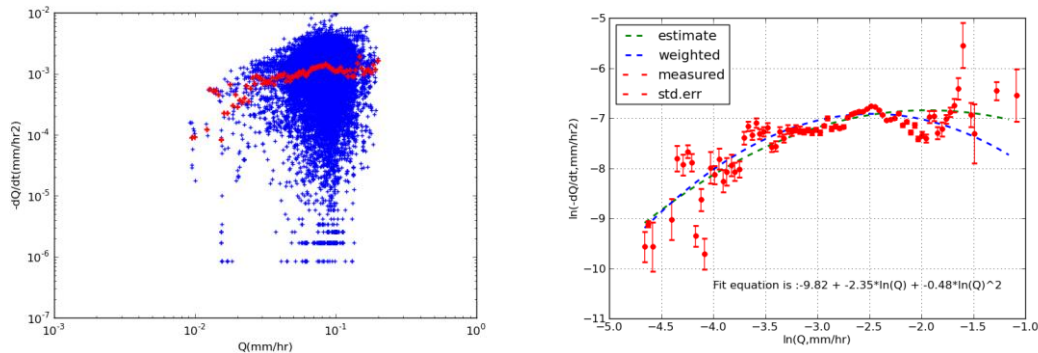 10^-2
10^-3
10^-4
10^-5
10^-6
10^-7
-dQ/dt(mm/hr2)
10^-3
10^-2
10^-1
10^0
Q(mm/hr)
−5
−6
−7
−8
−9
−10
−11
ln(-dQ/dt,mm/hr2)
estimate
weighted
measured
std.err
Fit equation is :-9.82 + -2.35*ln(Q) + -0.48*ln(Q)^2
−5.0
−4.5
−4.0
−3.5
−3.0
−2.5
−2.0
−1.5
−1.0
ln(Q,mm/hr)